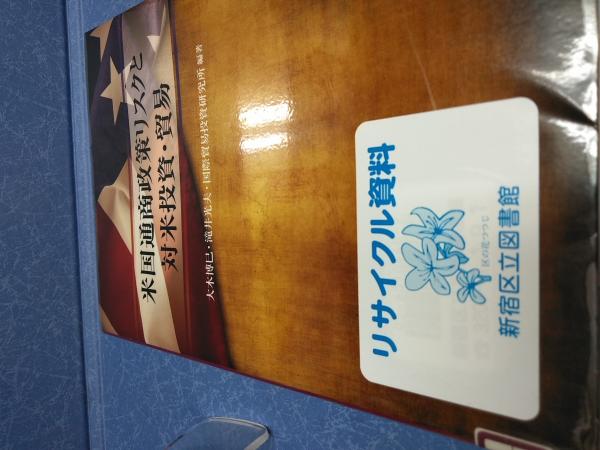 米国通商政策リスクと
対米投資・貿易
大木博巳・滝井光夫・国際貿易投資研究所 編著
リサイクル資料
区の花つつじ
新宿区立図書館